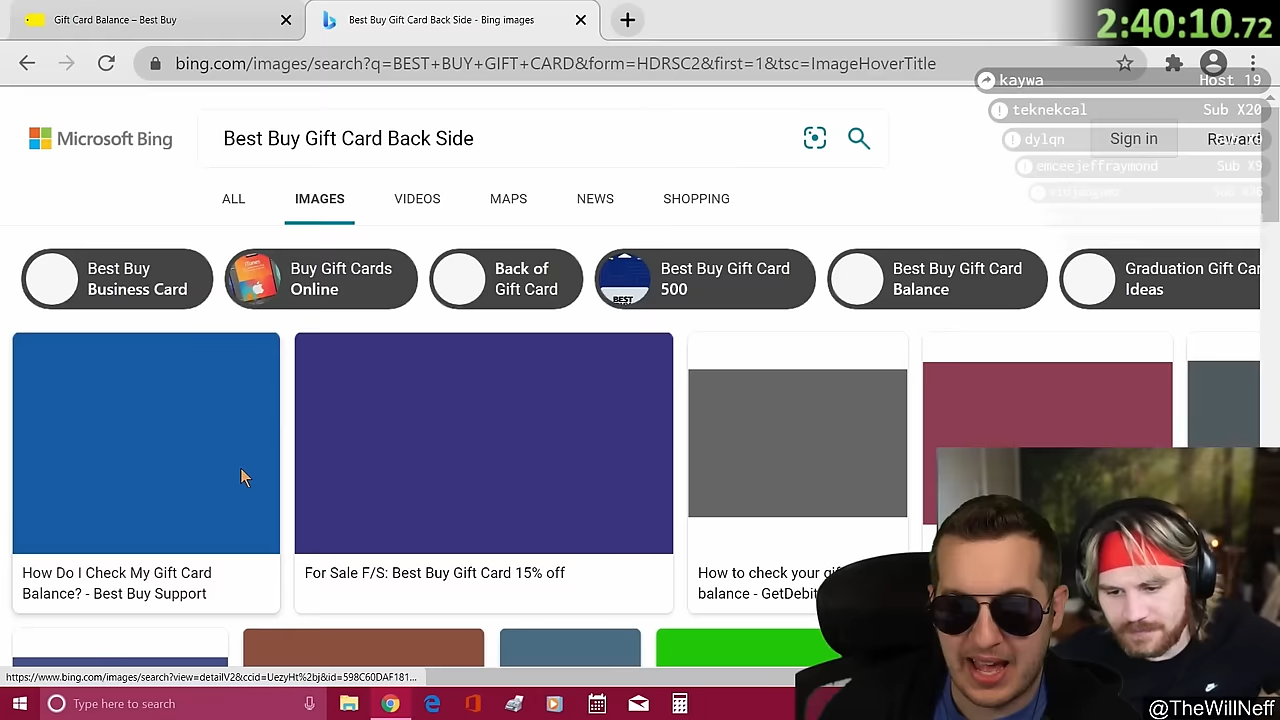 Gift Card Balance – Best Buy
Best Buy Gift Card Back Side - Bing images
2:40:10.72
bing.com/images/search?q=BEST+BUY+GIFT+CARD&form=HDRSC2&first=1&tsc=ImageHoverTitle
kaywa Host 19
teknekcal Sub X20
dylqn
emceejeffraymond Sub X9
Microsoft Bing
Best Buy Gift Card Back Side
Sign in
ALL IMAGES VIDEOS MAPS NEWS SHOPPING
Best Buy
Business Card
Buy Gift Cards
Online
Back of
Gift Card
BEST
Best Buy Gift Card
500
Best Buy Gift Card
Balance
Graduation Gift Car
Ideas
How Do I Check My Gift Card
Balance? - Best Buy Support
For Sale F/S: Best Buy Gift Card 15% off
How to check your
balance - GetDebit
https://www.bing.com/images/search?view=detailV2&ccid=UezyHt%2bj&id=598C60DAF181...
Type here to search
@TheWillNeff